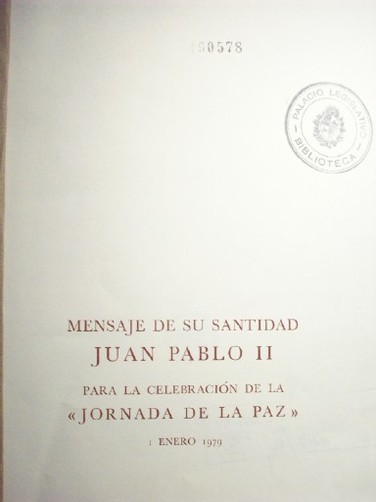 160578
PALACIO LEGISLATIVO
BIBLIOTECA
MENSAJE DE SU SANTIDAD
JUAN PABLO II
PARA LA CELEBRACIÓN DE LA
«JORNADA DE LA PAZ»
1 ENERO 1979